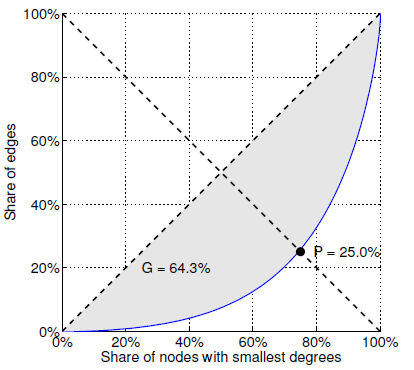 100%
80%
60%
40%
20%
0%
Share of edges
G = 64.3%
P = 25.0%
0% 20% 40% 60% 80% 100%
Share of nodes with smallest degrees